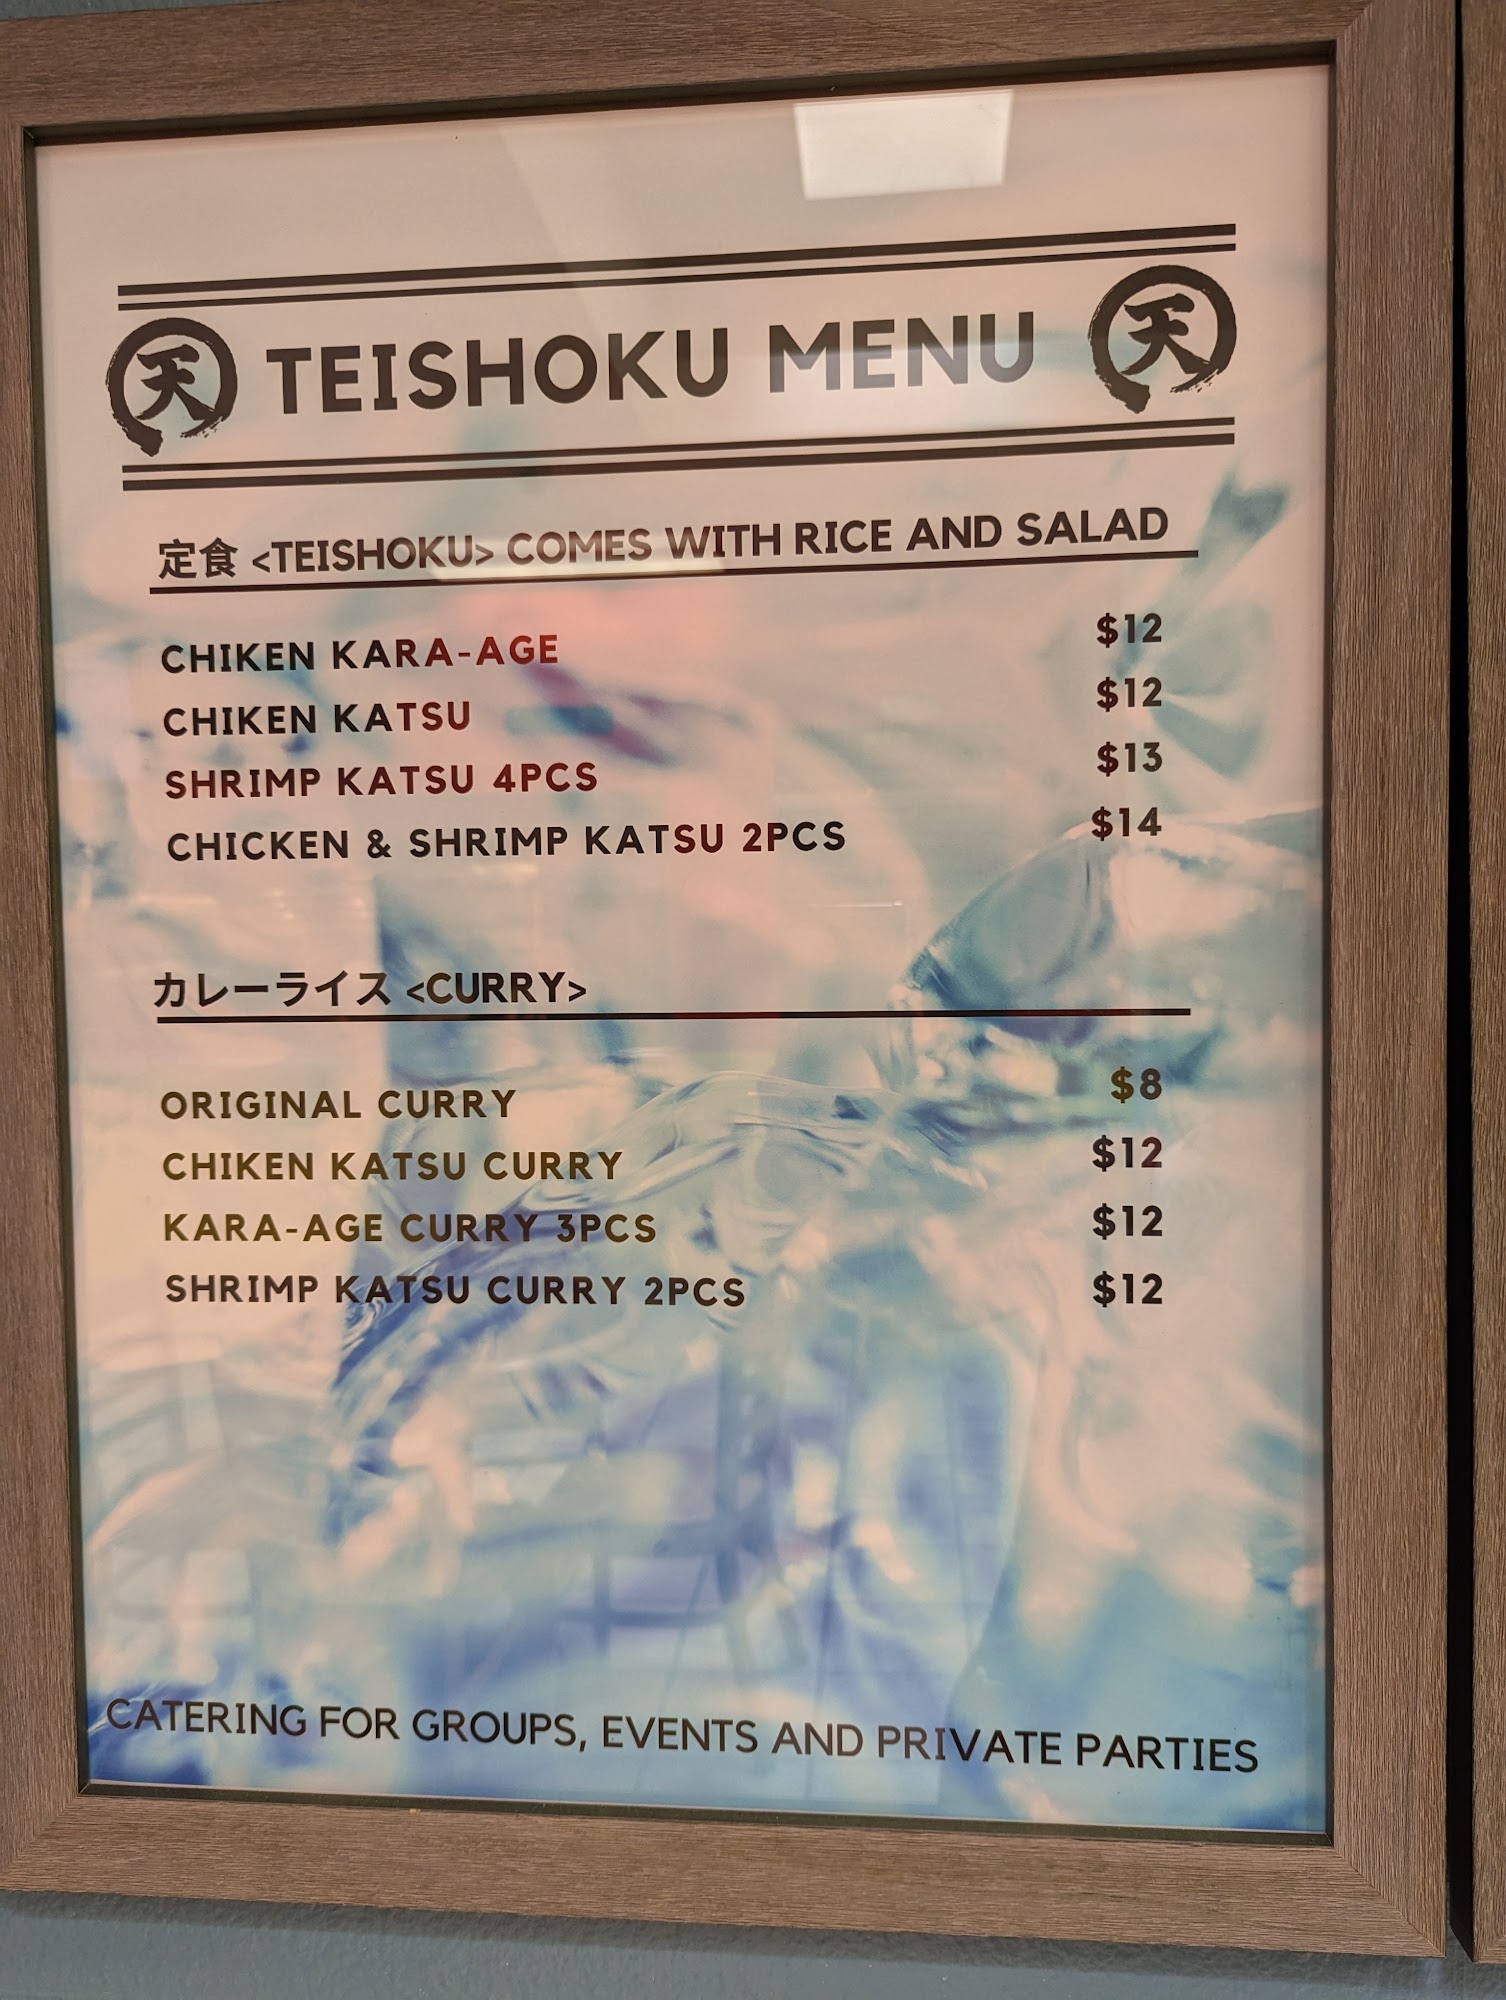 天 TEISHOKU MENU 天
定食 <TEISHOKU> COMES WITH RICE AND SALAD
CHIKEN KARA-AGE $12
CHIKEN KATSU $12
SHRIMP KATSU 4PCS $13
CHICKEN & SHRIMP KATSU 2PCS $14
カレーライス <CURRY>
ORIGINAL CURRY $8
CHIKEN KATSU CURRY $12
KARA-AGE CURRY 3PCS $12
SHRIMP KATSU CURRY 2PCS $12
CATERING FOR GROUPS, EVENTS AND PRIVATE PARTIES